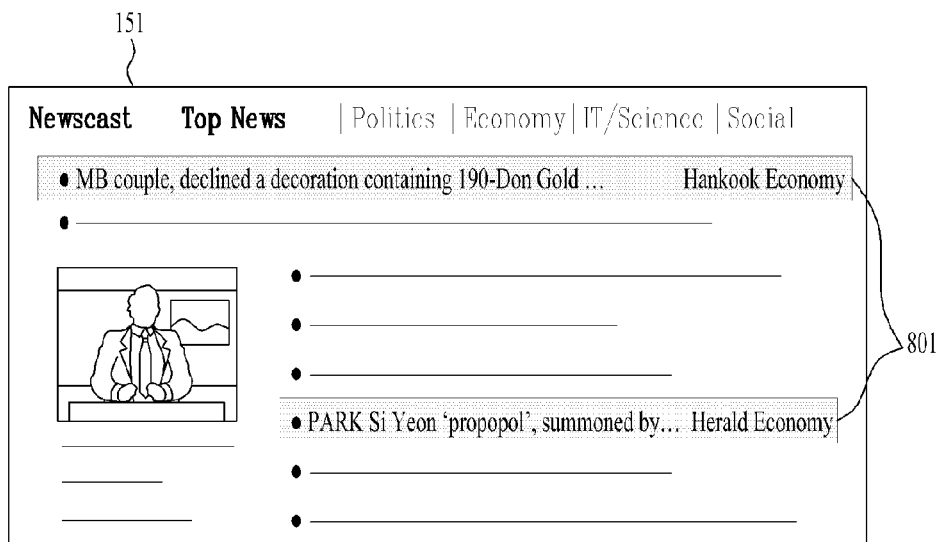 151
Newscast Top News | Politics | Economy | IT/Science | Social
• MB couple, declined a decoration containing 190-Don Gold ... Hankook Economy
801
• PARK Si Yeon ‘propopol’, summoned by... Herald Economy